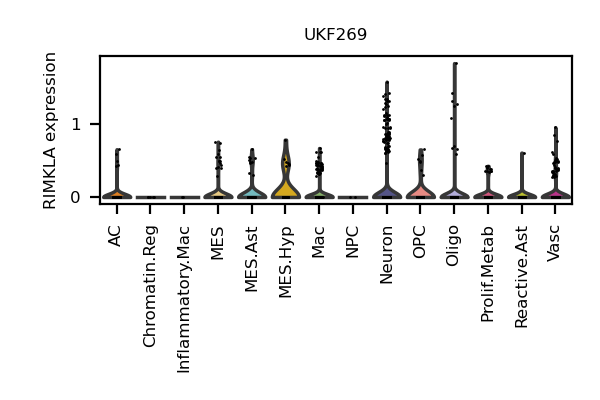 UKF269
RIMKLA expression
1
0
AC
Chromatin.Reg
Inflammatory.Mac
MES
MES.Ast
MES.Hyp
Mac
NPC
Neuron
OPC
Oligo
Prolif.Metab
Reactive.Ast
Vasc